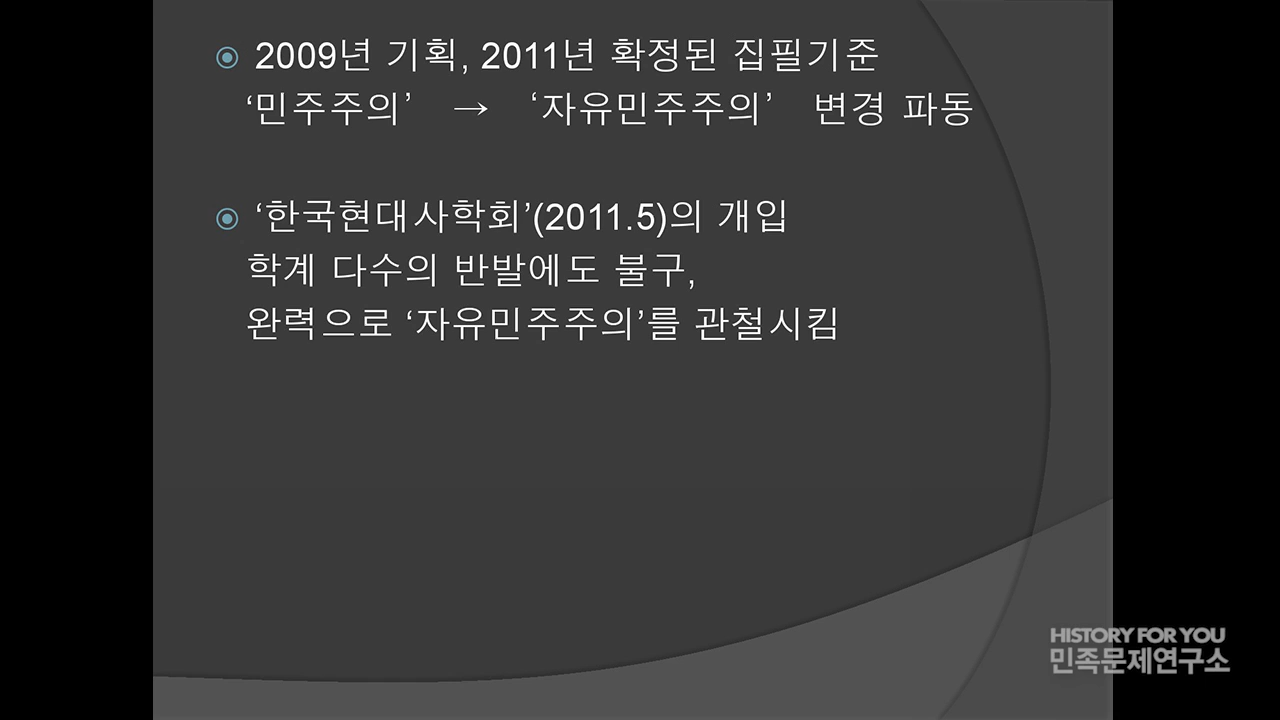 2009년 기획, 2011년 확정된 집필기준
‘민주주의’ → ‘자유민주주의’ 변경 파동
‘한국현대사학회’(2011.5)의 개입
학계 다수의 반발에도 불구,
완력으로 ‘자유민주주의’를 관철시킴
HISTORY FOR YOU
민족문제연구소